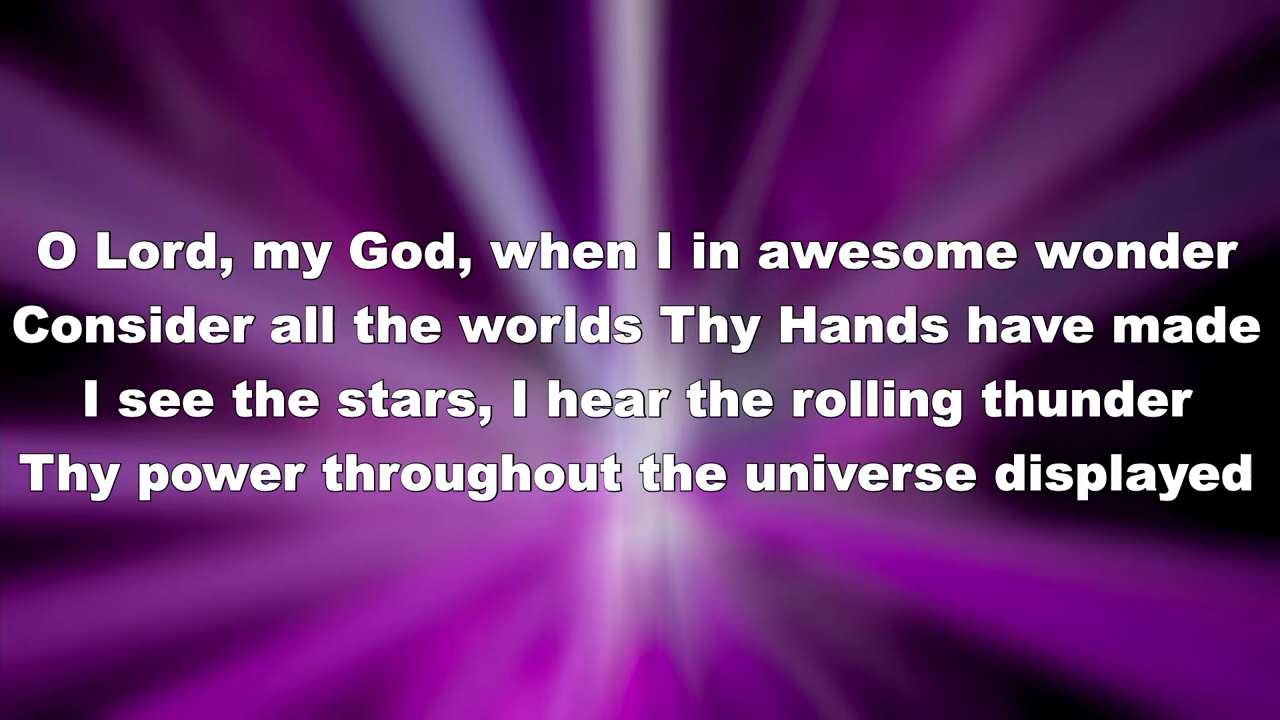 O Lord, my God, when I in awesome wonder
Consider all the worlds Thy Hands have made
I see the stars, I hear the rolling thunder
Thy power throughout the universe displayed